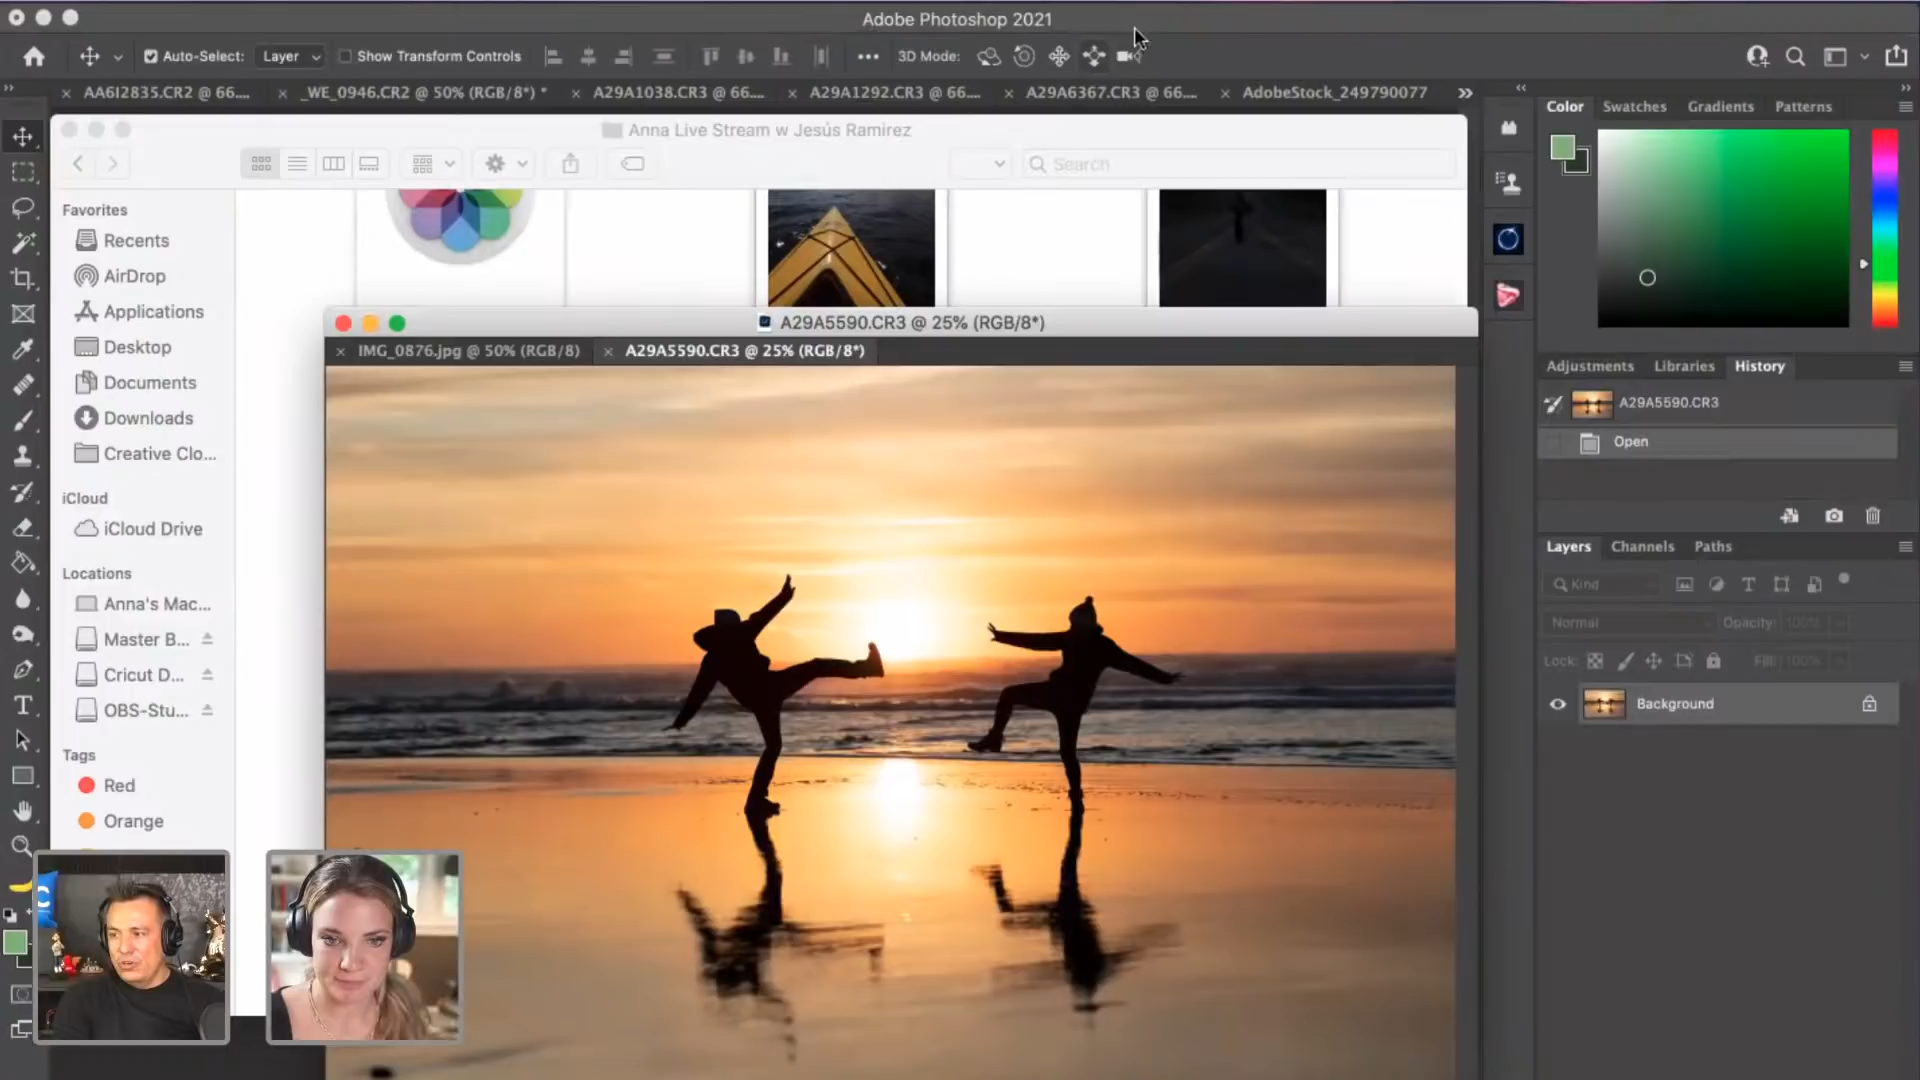 Adobe Photoshop 2021
Auto-Select: Layer Show Transform Controls 3D Mode:
AA6I2835.CR2 @ 66.... _WE_0946.CR2 @ 50% (RGB/8*) * A29A1038.CR3 @ 66.... A29A1292.CR3 @ 66.... A29A6367.CR3 @ 66.... AdobeStock_249790077
Anna Live Stream w Jesús Ramirez
Search
Favorites
Recents
AirDrop
Applications
Desktop
Documents
Downloads
Creative Clo...
iCloud
iCloud Drive
Locations
Anna's Mac...
Master B...
Cricut D...
OBS-Stu...
Tags
Red
Orange
A29A5590.CR3 @ 25% (RGB/8*)
IMG_0876.jpg @ 50% (RGB/8) A29A5590.CR3 @ 25% (RGB/8*)
Color Swatches Gradients Patterns
Adjustments Libraries History
A29A5590.CR3
Open
Layers Channels Paths
Kind
Normal Opacity: 100%
Lock: Fill: 100%
Background